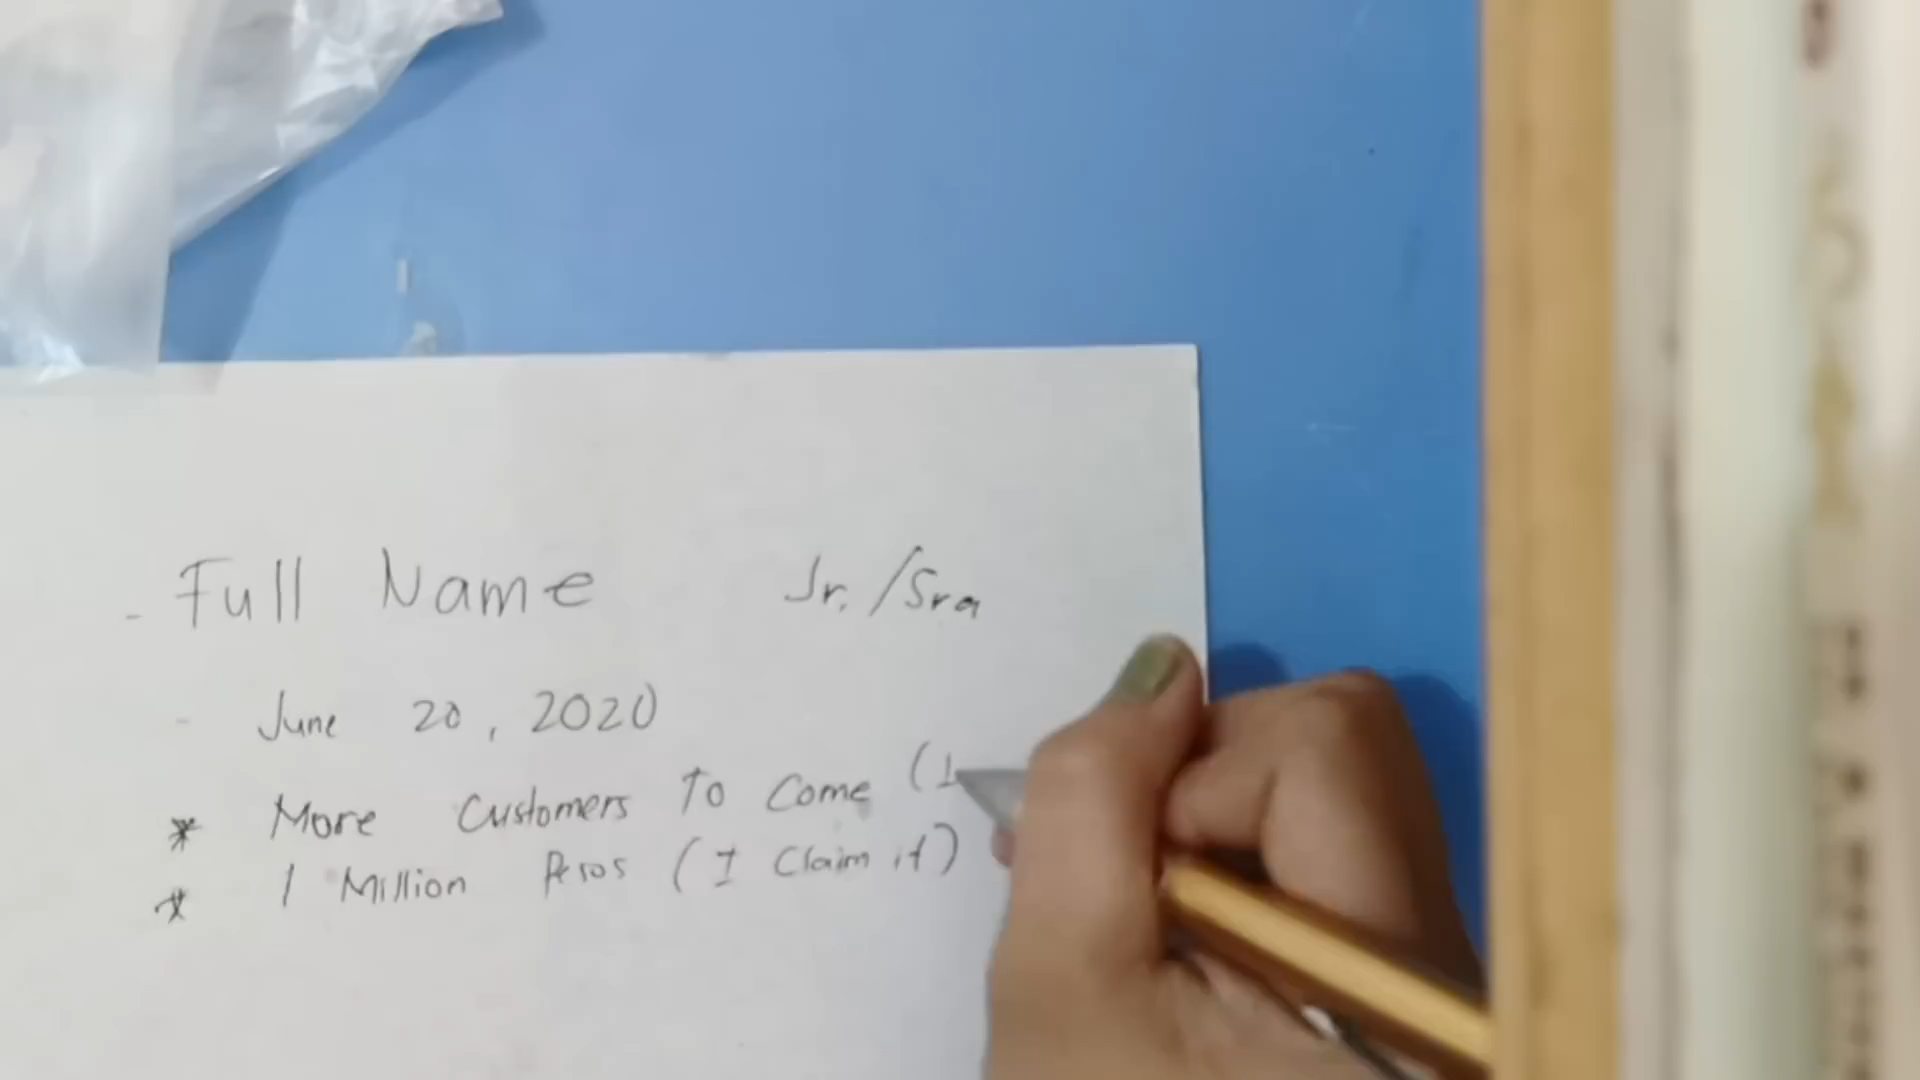 - Full Name Jr./Sra
- June 20, 2020
* More Customers To Come (I
* 1 Million Pesos (I Claim it)